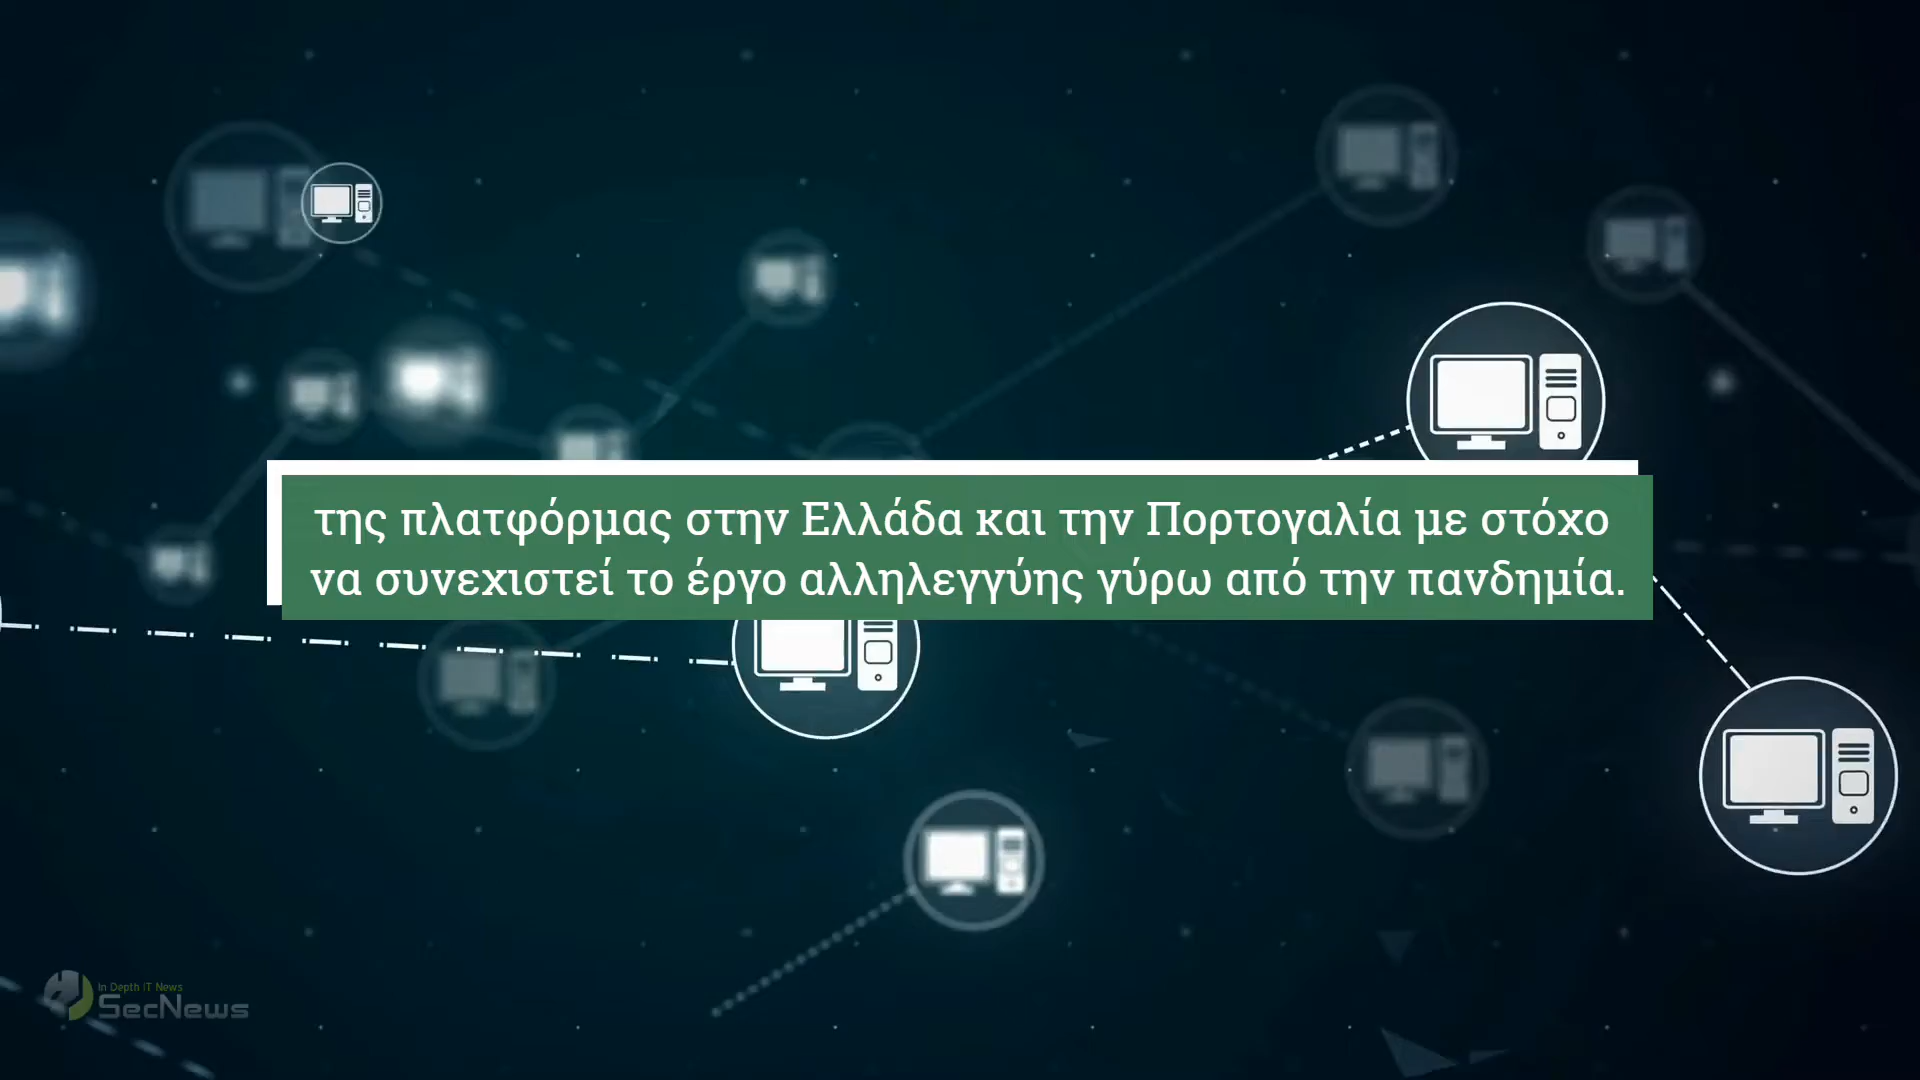 της πλατφόρμας στην Ελλάδα και την Πορτογαλία με στόχο
να συνεχιστεί το έργο αλληλεγγύης γύρω από την πανδημία.
In Depth IT News
SecNews